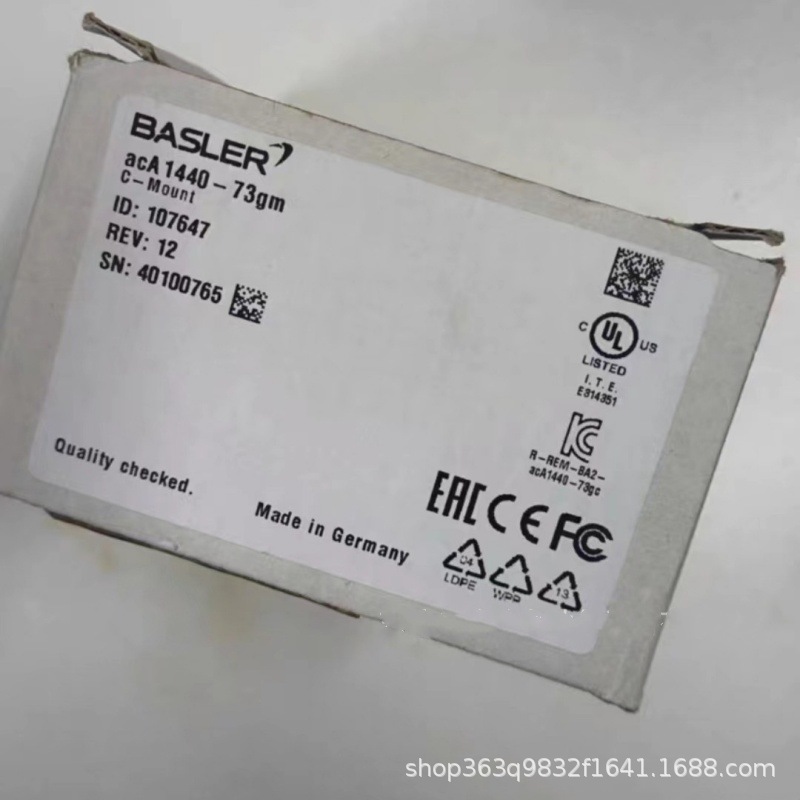 BASLER
acA1440-73gm
C-Mount
ID: 107647
REV: 12
SN: 40100765
C UL US
LISTED
I. T. E.
E314351
R-REM-BA2-
acA1440-73gc
Quality checked.
Made in Germany
EAC CE FC
04
LDPE
WPP
13
shop363q9832f1641.1688.com